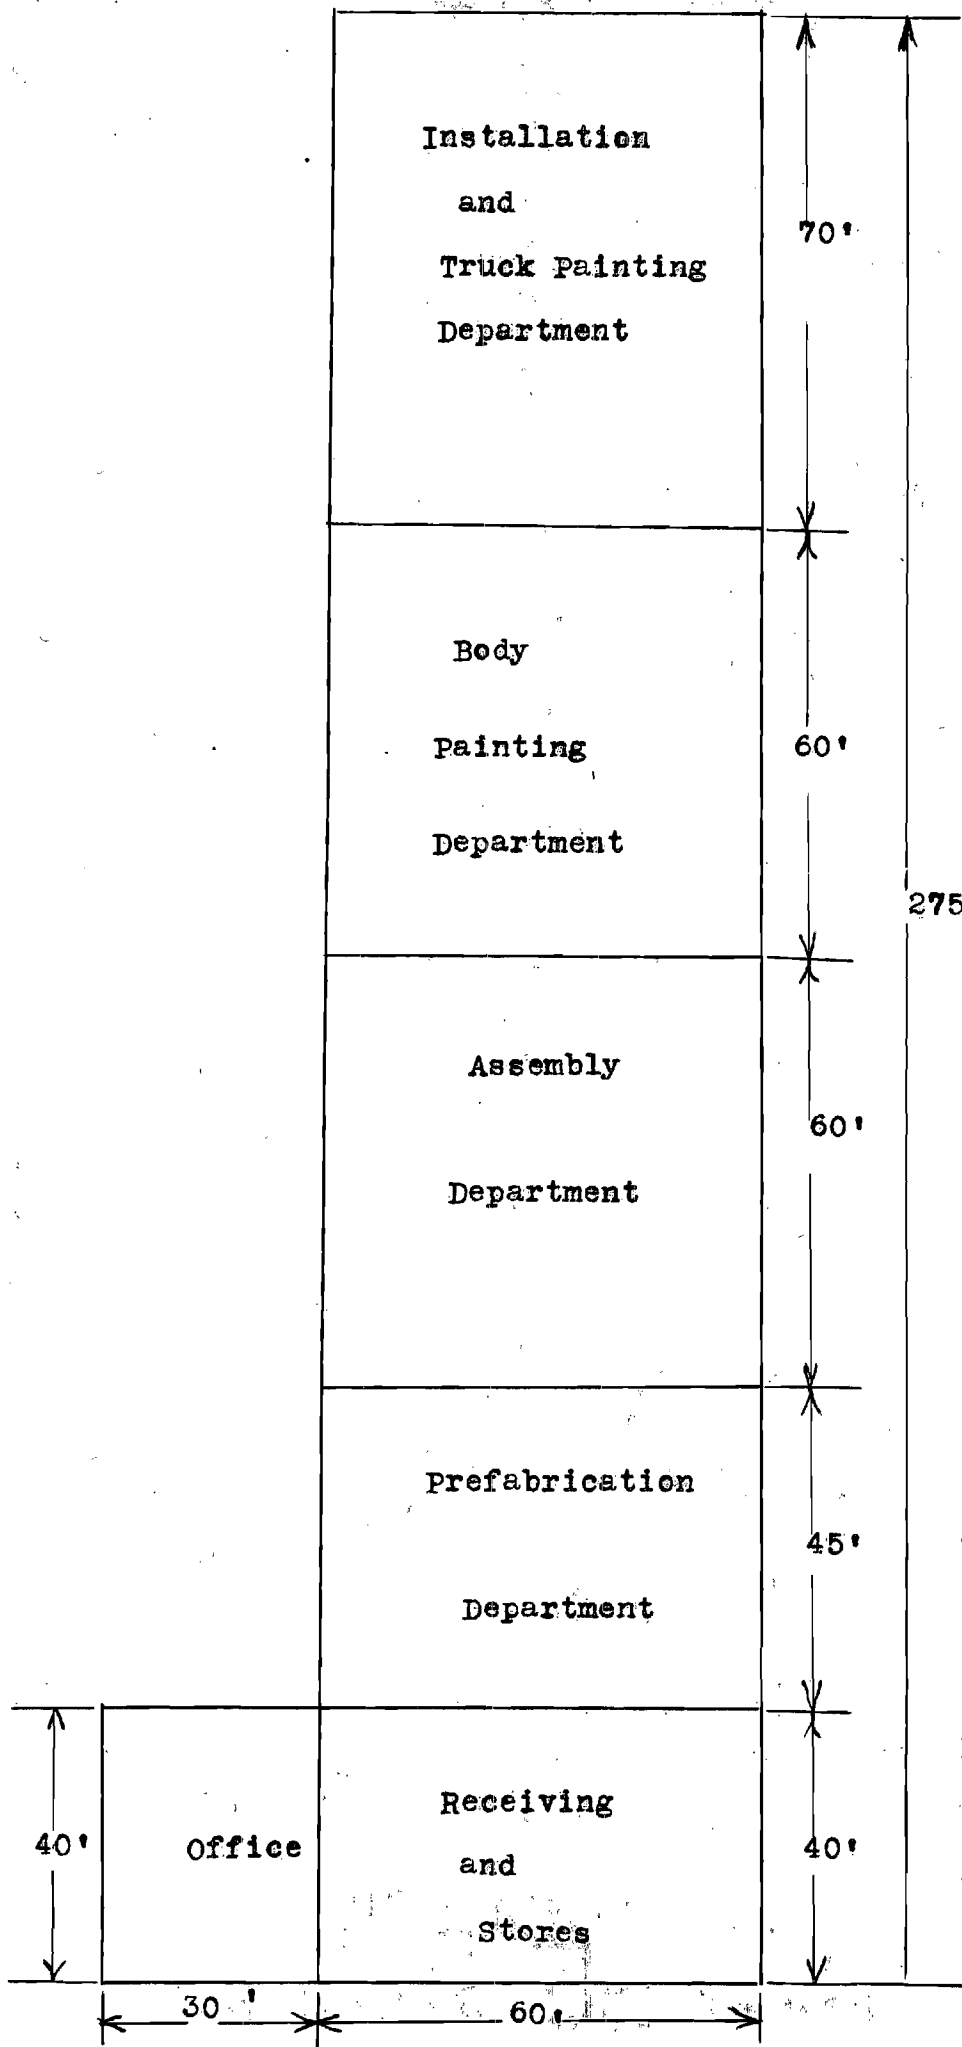 Installation
and
Truck Painting
Department
70'
Body
Painting
Department
60'
275
Assembly
Department
60'
Prefabrication
Department
45'
40'
Office
Receiving
and
Stores
40'
30 '
60'